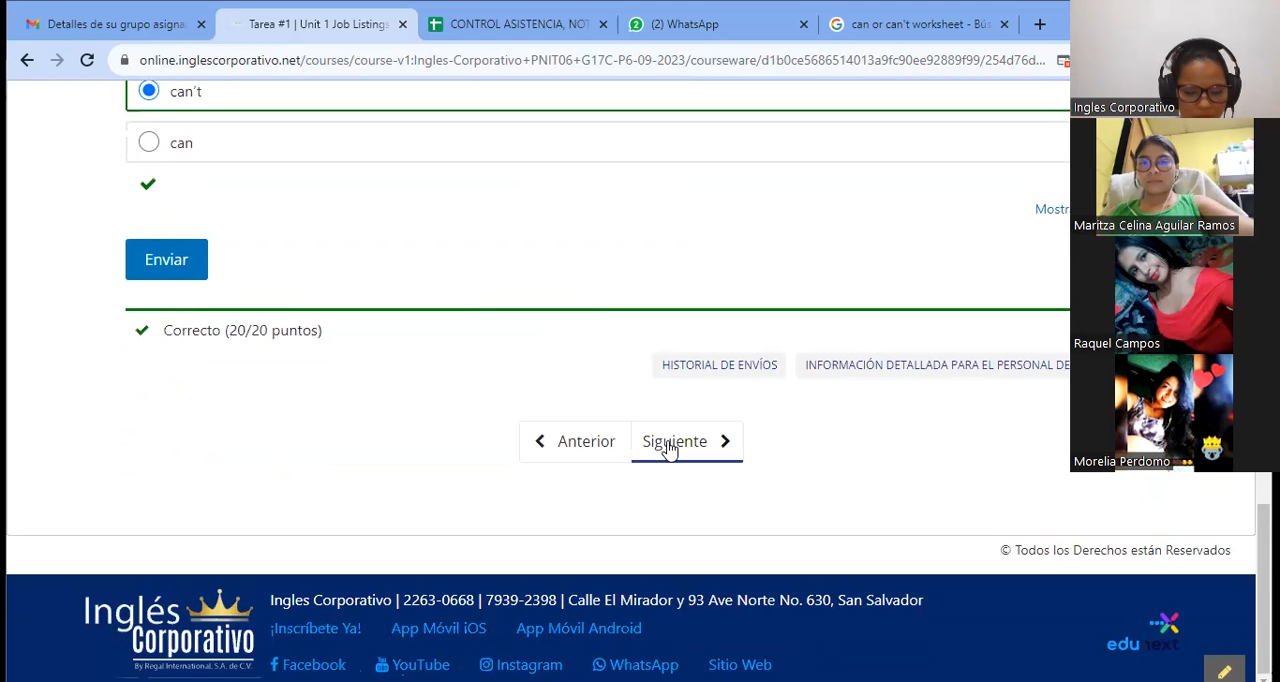 Detalles de su grupo asigna
Tarea #1 | Unit 1 Job Listings
CONTROL ASISTENCIA, NOT
(2) WhatsApp
can or can't worksheet - Bús
online.inglescorporativo.net/courses/course-v1:Ingles-Corporativo+PNIT06+G17C-P6-09-2023/courseware/d1b0ce5686514013a9fc90ee92889f99/254d76d...
can't
can
Mostr
Enviar
Correcto (20/20 puntos)
HISTORIAL DE ENVÍOS
INFORMACIÓN DETALLADA PARA EL PERSONAL DE
Anterior
Siguiente
© Todos los Derechos están Reservados
Inglés
Corporativo
By Regal International, S.A. de C.V.
Ingles Corporativo | 2263-0668 | 7939-2398 | Calle El Mirador y 93 Ave Norte No. 630, San Salvador
¡Inscríbete Ya! App Móvil iOS App Móvil Android
Facebook YouTube Instagram WhatsApp Sitio Web
edunext
Ingles Corporativo
Maritza Celina Aguilar Ramos
Raquel Campos
Morelia Perdomo